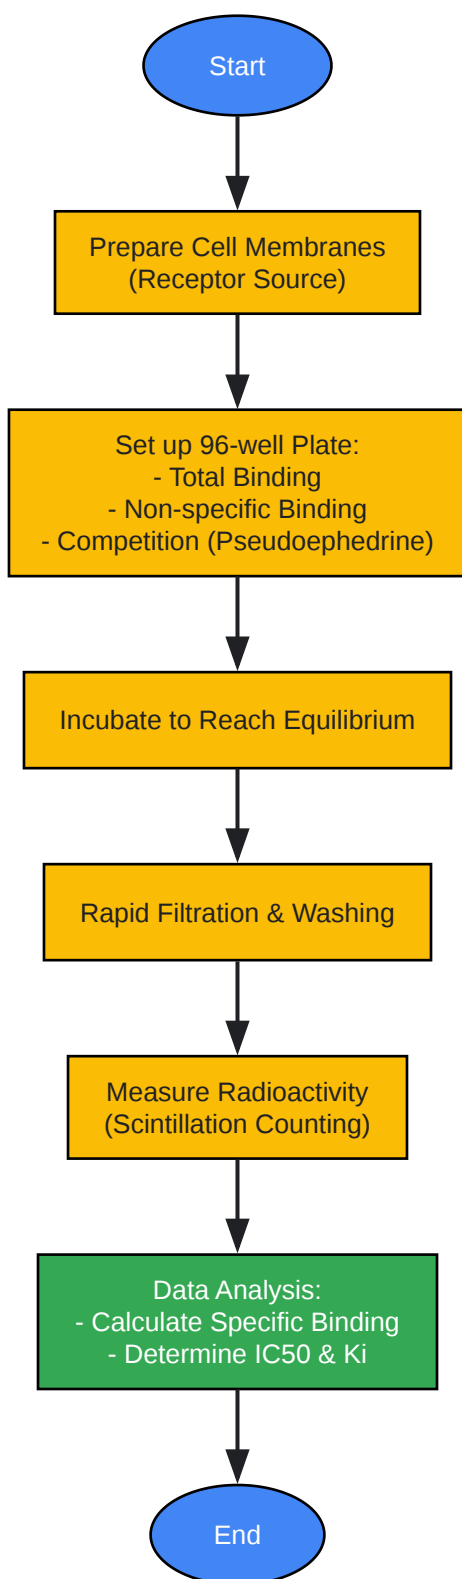 Start
Prepare Cell Membranes
(Receptor Source)
Set up 96-well Plate:
- Total Binding
- Non-specific Binding
- Competition (Pseudoephedrine)
Incubate to Reach Equilibrium
Rapid Filtration & Washing
Measure Radioactivity
(Scintillation Counting)
Data Analysis:
- Calculate Specific Binding
- Determine IC50 & Ki
End